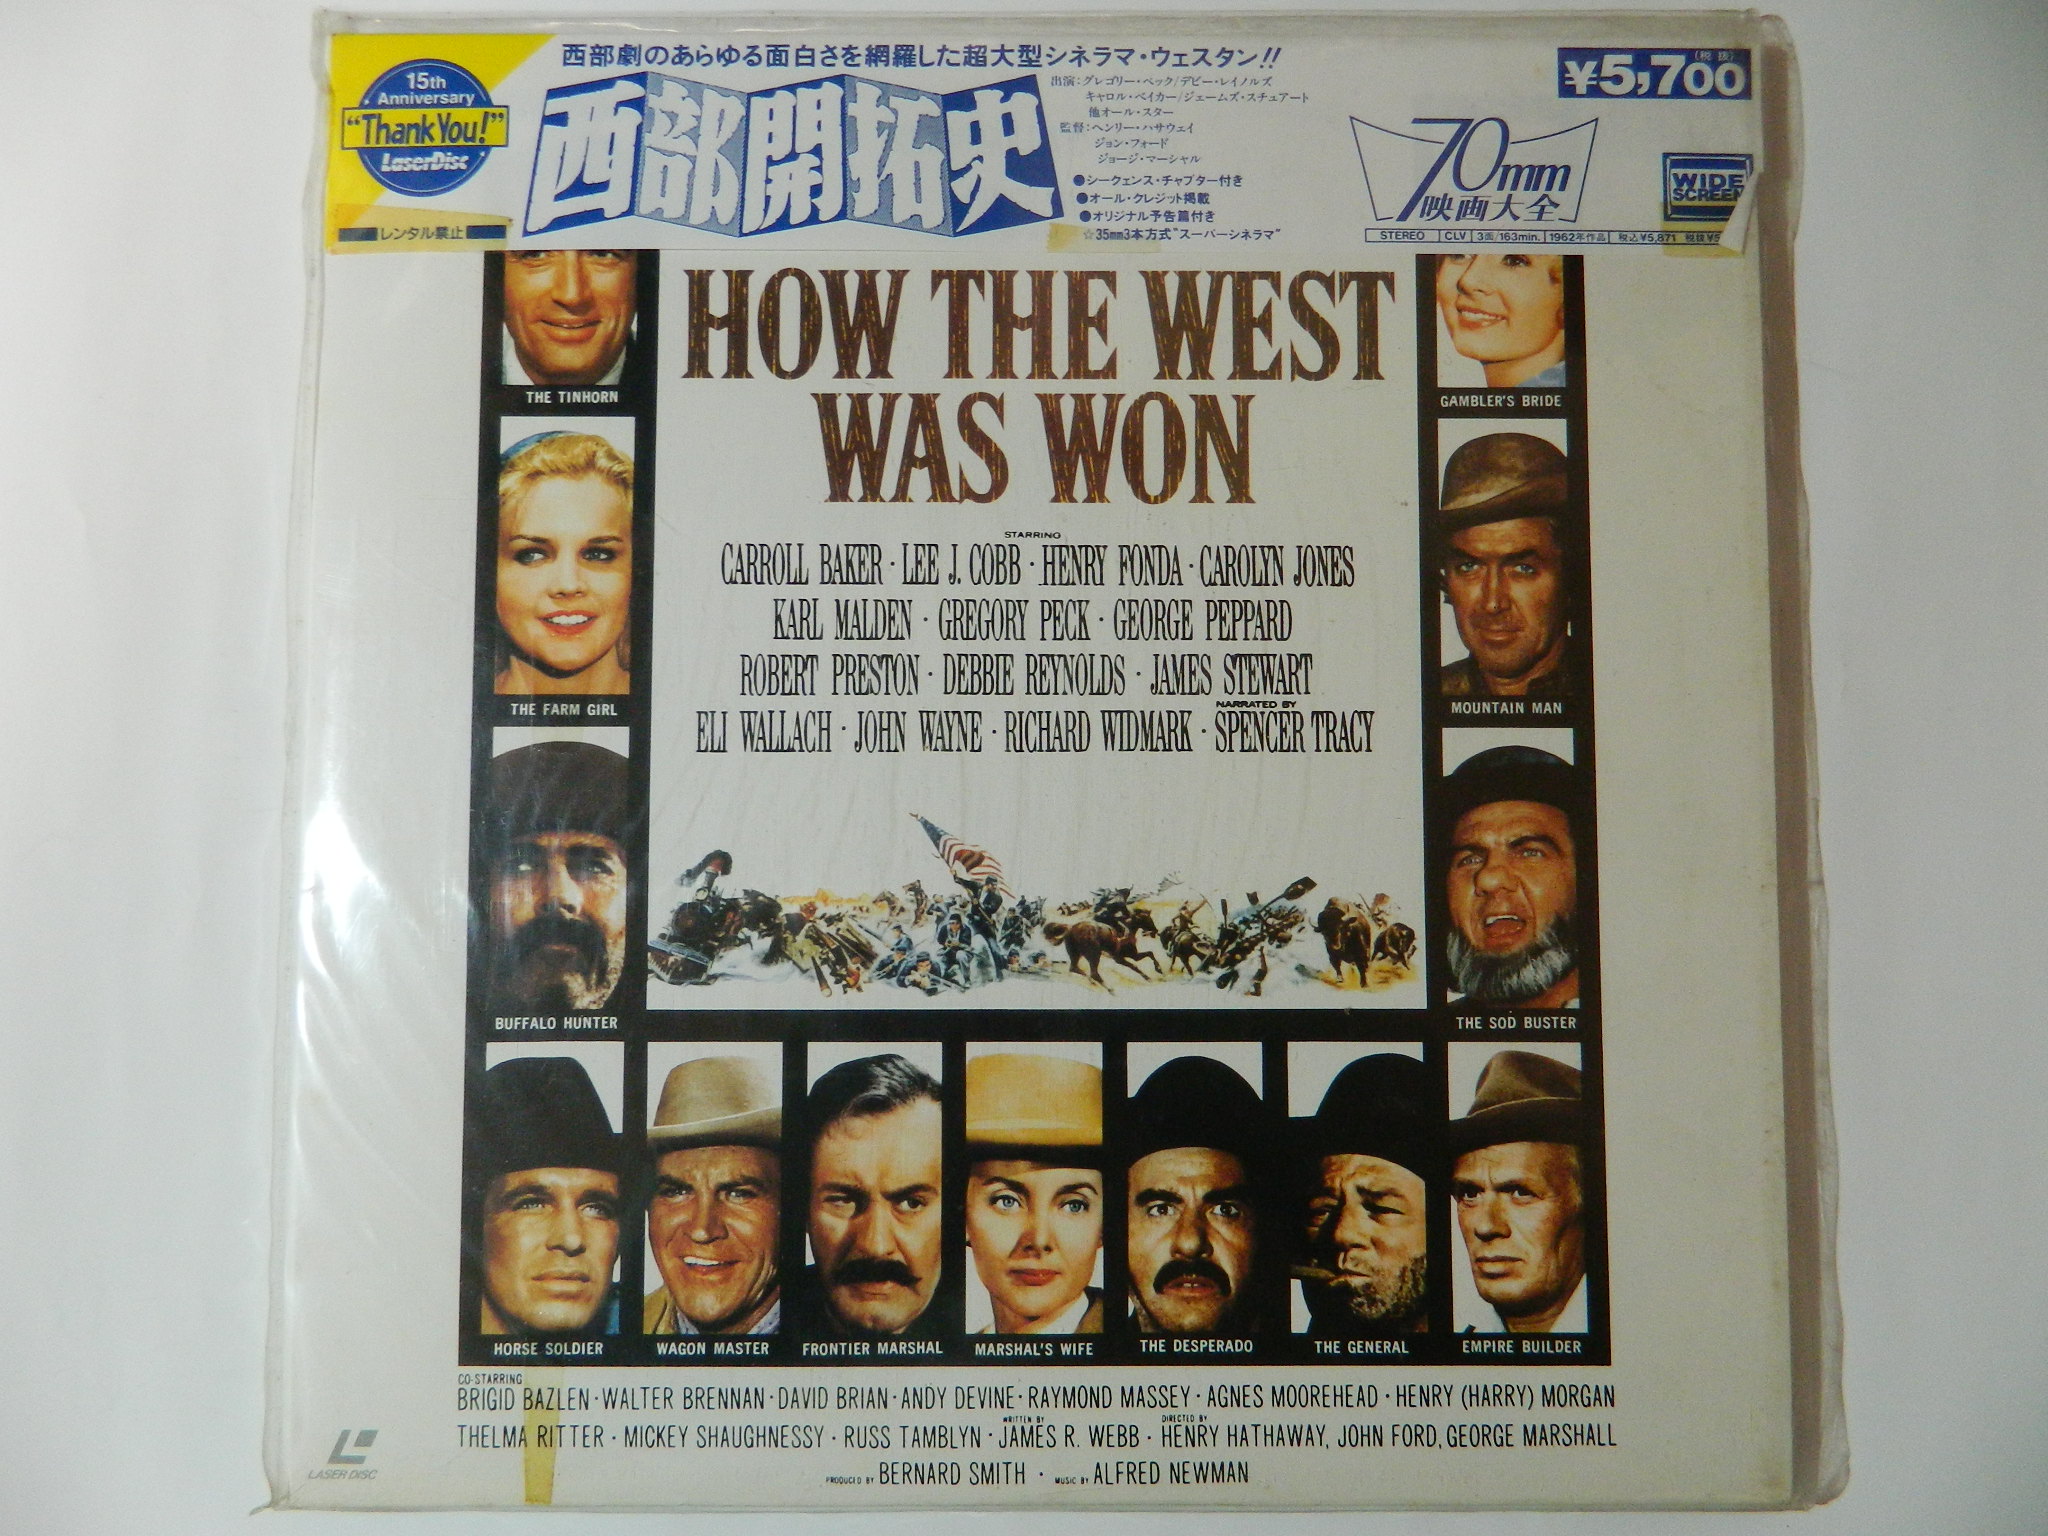 西部劇のあらゆる面白さを網羅した超大型シネラマ・ウェスタン!!
15th
Anniversary
"Thank You!"
LaserDisc
レンタル禁止
西部開拓史
出演:グレゴリー・ペック/デビー・レイノルズ
キャロル・ベイカー/ジェームズ・スチュアート
他オール・スター
監督:ヘンリー・ハサウェイ
ジョン・フォード
ジョージ・マーシャル
●シークェンス・チャプター付き
●オール・クレジット掲載
●オリジナル予告篇付き
☆35mm3本方式"スーパーシネラマ"
(税抜)
¥5,700
70mm
映画大全
WIDE
SCREEN
STEREO CLV 3面/163min. 1962年作品 税込¥5,871 税抜¥5
HOW THE WEST
WAS WON
STARRING
CARROLL BAKER · LEE J. COBB · HENRY FONDA · CAROLYN JONES
KARL MALDEN · GREGORY PECK · GEORGE PEPPARD
ROBERT PRESTON · DEBBIE REYNOLDS · JAMES STEWART
NARRATED BY
ELI WALLACH · JOHN WAYNE · RICHARD WIDMARK · SPENCER TRACY
THE TINHORN
GAMBLER'S BRIDE
THE FARM GIRL
MOUNTAIN MAN
BUFFALO HUNTER
THE SOD BUSTER
HORSE SOLDIER
WAGON MASTER
FRONTIER MARSHAL
MARSHAL'S WIFE
THE DESPERADO
THE GENERAL
EMPIRE BUILDER
CO-STARRING
BRIGID BAZLEN · WALTER BRENNAN · DAVID BRIAN · ANDY DEVINE · RAYMOND MASSEY · AGNES MOOREHEAD · HENRY (HARRY) MORGAN
THELMA RITTER · MICKEY SHAUGHNESSY · RUSS TAMBLYN · WRITTEN BY JAMES R. WEBB · DIRECTED BY HENRY HATHAWAY, JOHN FORD, GEORGE MARSHALL
PRODUCED BY BERNARD SMITH · MUSIC BY ALFRED NEWMAN
LASER DISC